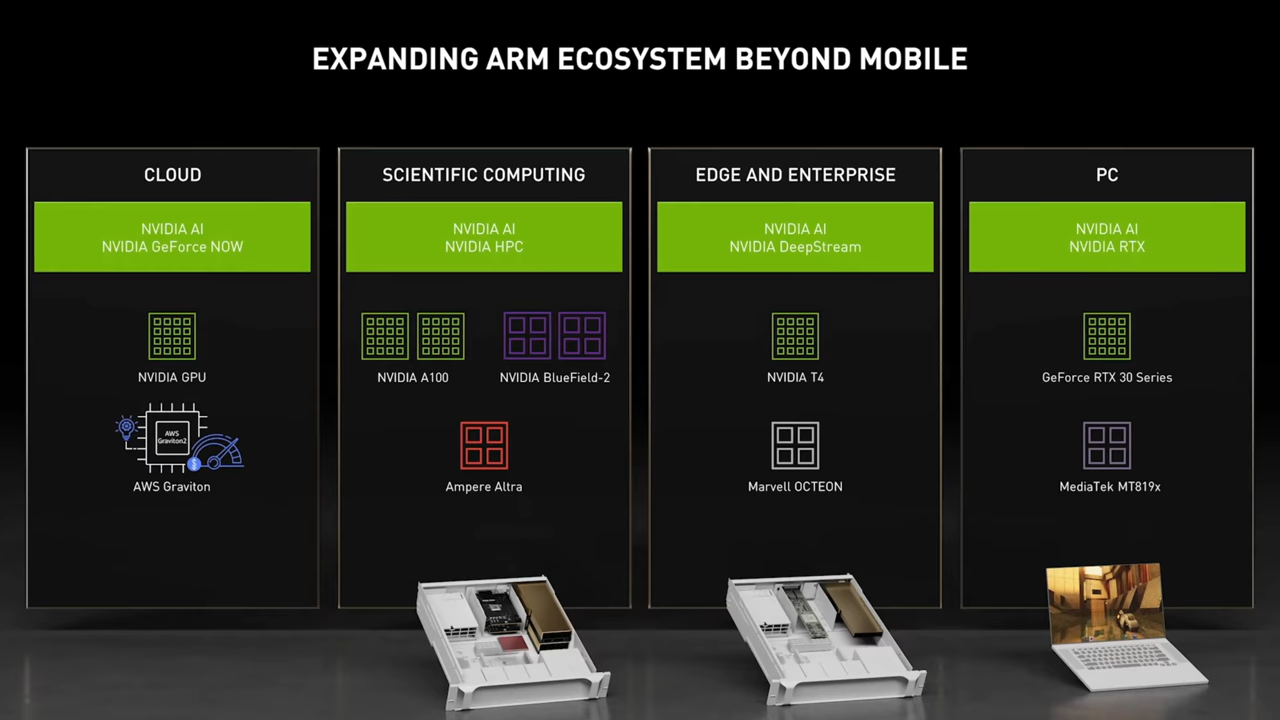 EXPANDING ARM ECOSYSTEM BEYOND MOBILE
CLOUD
NVIDIA AI
NVIDIA GeForce NOW
NVIDIA GPU
AWS
Graviton2
AWS Graviton
SCIENTIFIC COMPUTING
NVIDIA AI
NVIDIA HPC
NVIDIA A100
NVIDIA BlueField-2
Ampere Altra
EDGE AND ENTERPRISE
NVIDIA AI
NVIDIA DeepStream
NVIDIA T4
Marvell OCTEON
PC
NVIDIA AI
NVIDIA RTX
GeForce RTX 30 Series
MediaTek MT819x